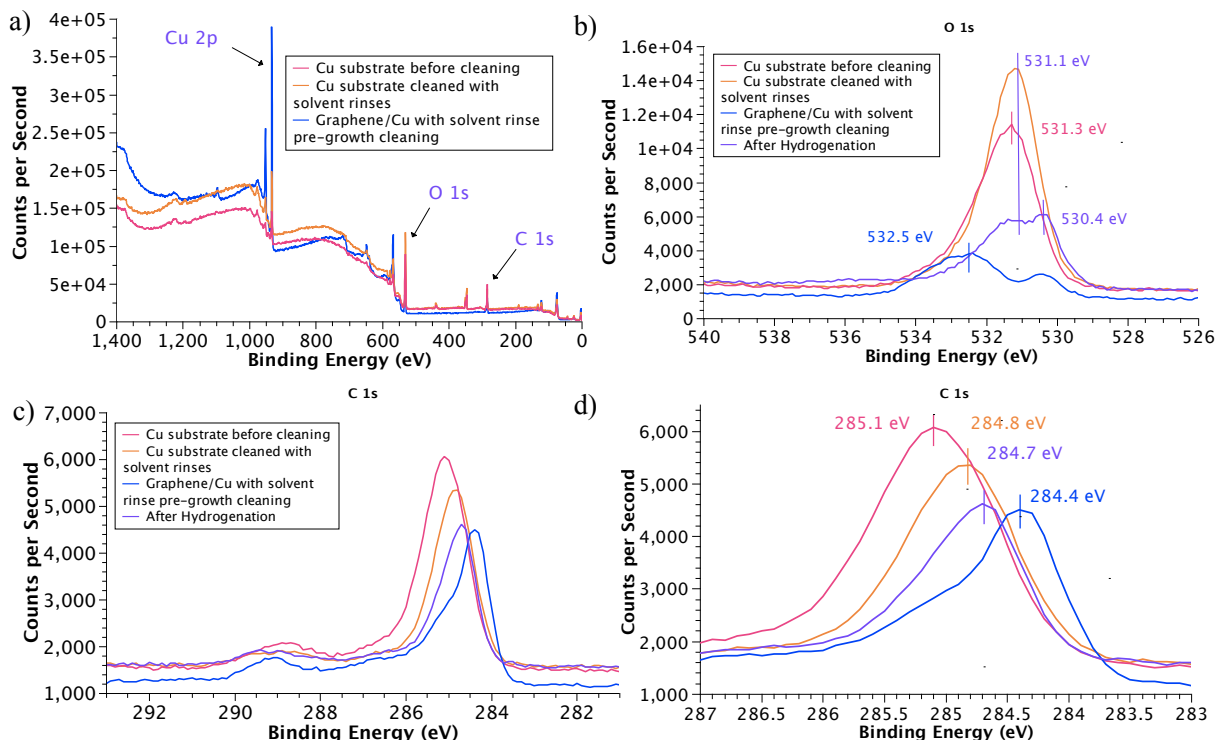 a)
4e+05
3.5e+05
3e+05
2.5e+05
2e+05
1.5e+05
1e+05
5e+04
0
Counts per Second
1,400 1,200 1,000 800 600 400 200 0
Binding Energy (eV)
Cu 2p
O 1s
C 1s
Cu substrate before cleaning
Cu substrate cleaned with
solvent rinses
Graphene/Cu with solvent rinse
pre-growth cleaning
b)
O 1s
1.6e+04
1.4e+04
1.2e+04
1e+04
8,000
6,000
4,000
2,000
0
Counts per Second
540 538 536 534 532 530 528 526
Binding Energy (eV)
Cu substrate before cleaning
Cu substrate cleaned with
solvent rinses
Graphene/Cu with solvent
rinse pre-growth cleaning
After Hydrogenation
531.1 eV
531.3 eV
530.4 eV
532.5 eV
c)
C 1s
7,000
6,000
5,000
4,000
3,000
2,000
1,000
Counts per Second
292 290 288 286 284 282
Binding Energy (eV)
Cu substrate before cleaning
Cu substrate cleaned with
solvent rinses
Graphene/Cu with solvent
rinse pre-growth cleaning
After Hydrogenation
d)
C 1s
6,000
5,000
4,000
3,000
2,000
1,000
Counts per Second
287 286.5 286 285.5 285 284.5 284 283.5 283
Binding Energy (eV)
285.1 eV
284.8 eV
284.7 eV
284.4 eV